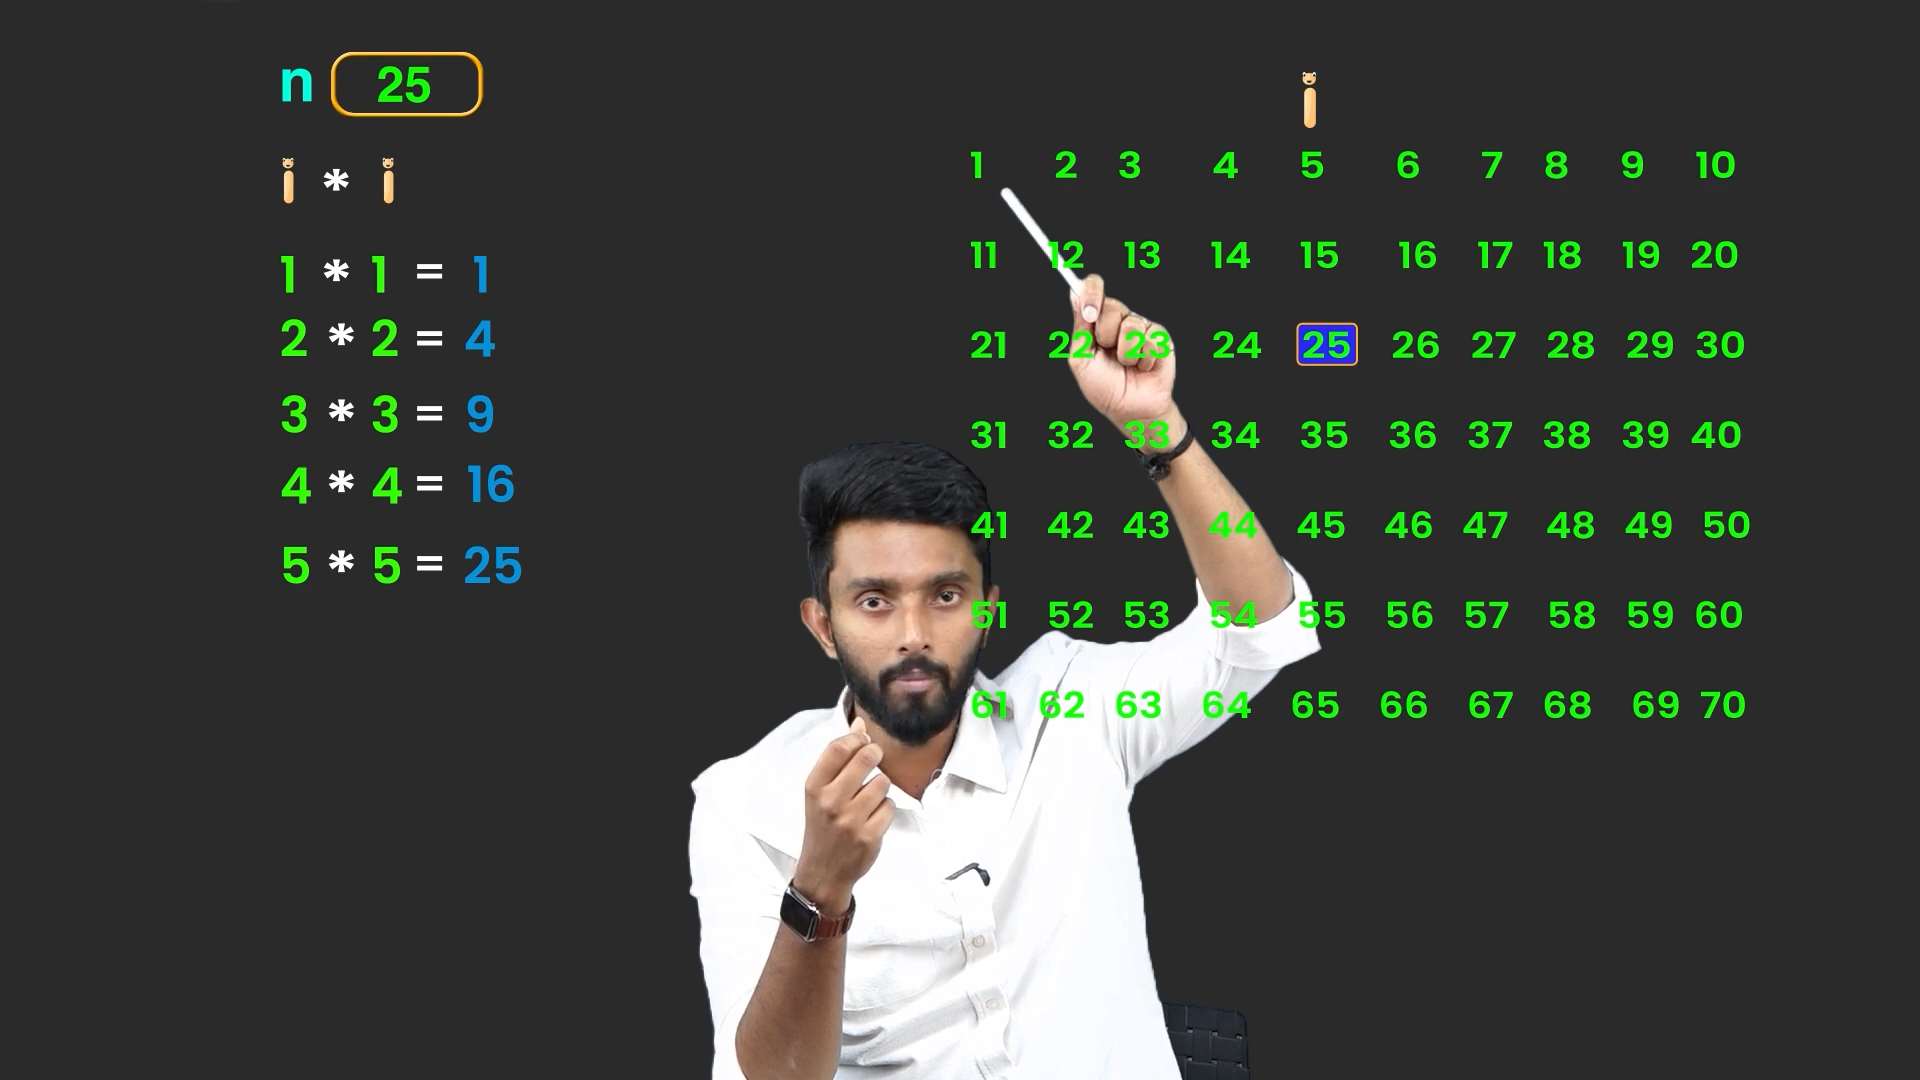 n 25
i * i
1 * 1 = 1
2 * 2 = 4
3 * 3 = 9
4 * 4 = 16
5 * 5 = 25
i
1 2 3 4 5 6 7 8 9 10
11 12 13 14 15 16 17 18 19 20
21 22 23 24 25 26 27 28 29 30
31 32 33 34 35 36 37 38 39 40
41 42 43 44 45 46 47 48 49 50
51 52 53 54 55 56 57 58 59 60
61 62 63 64 65 66 67 68 69 70